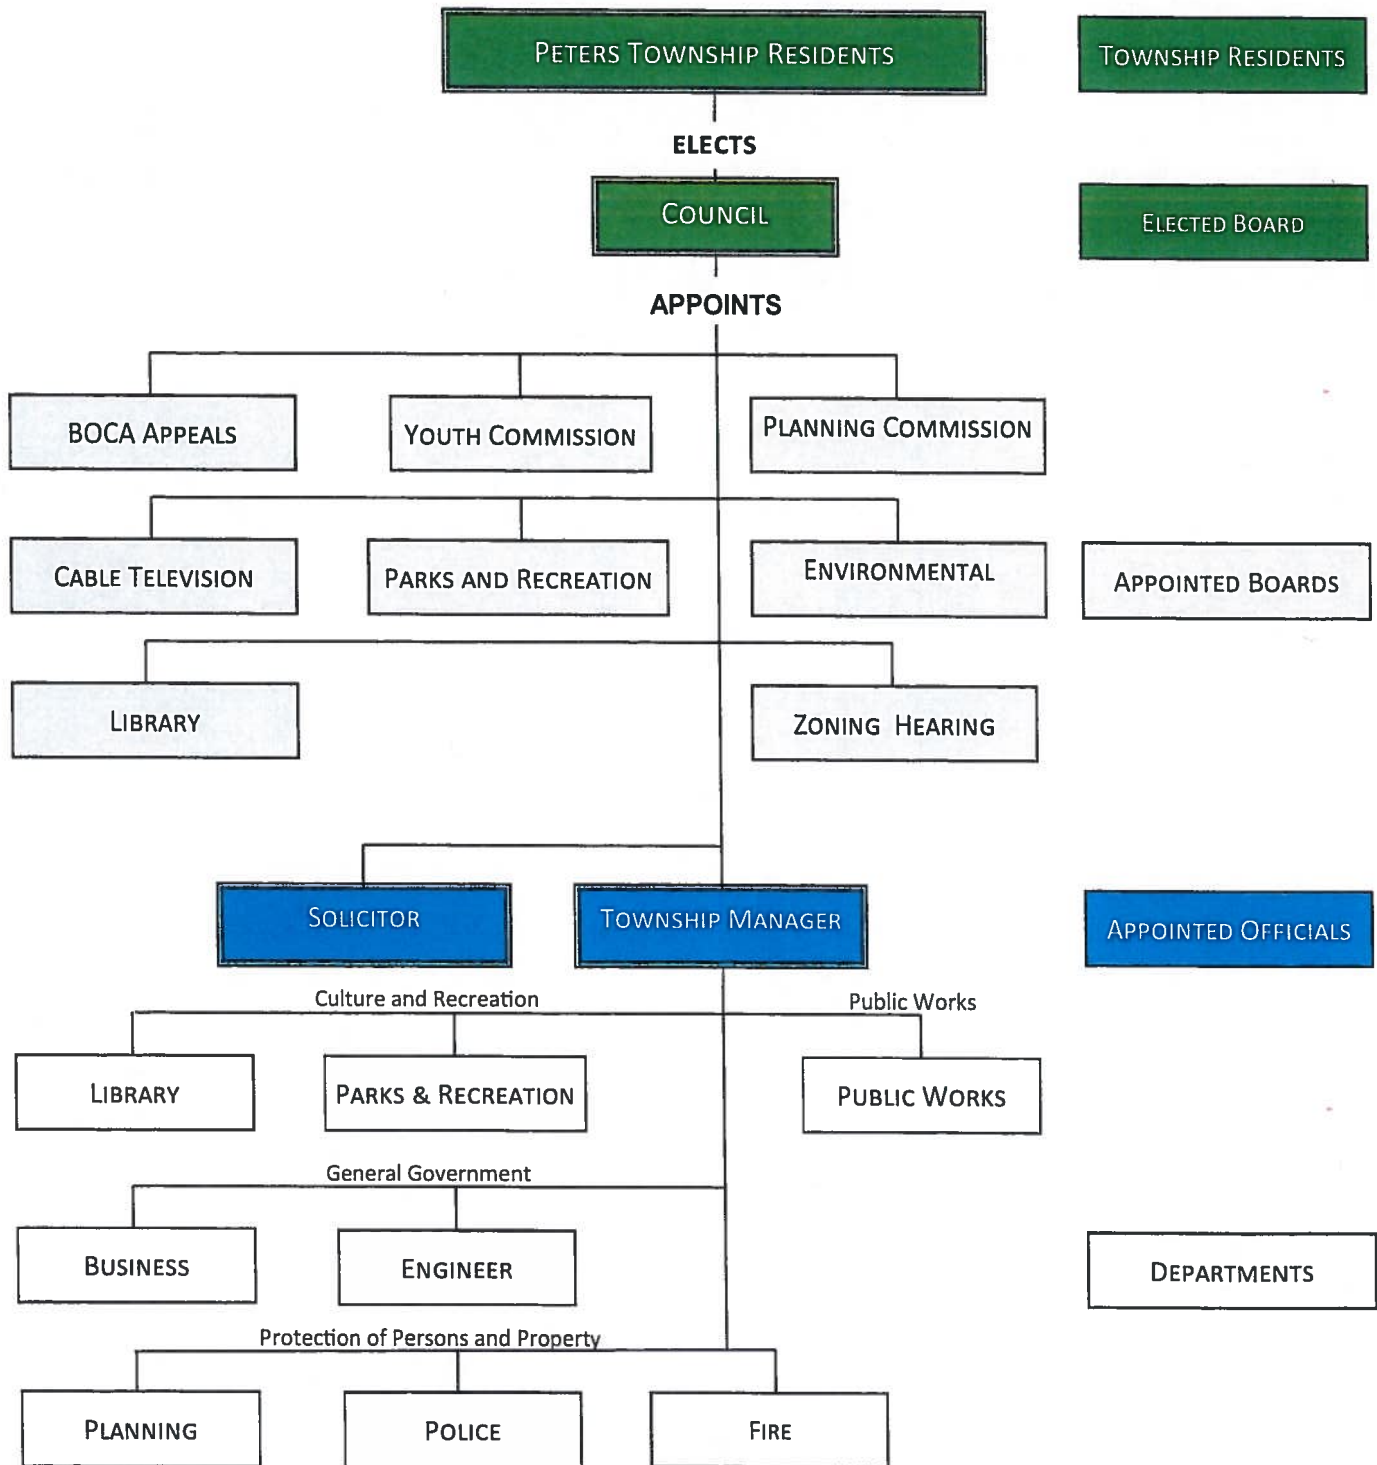 PETERS TOWNSHIP RESIDENTS
TOWNSHIP RESIDENTS
ELECTS
COUNCIL
ELECTED BOARD
APPOINTS
BOCA APPEALS
YOUTH COMMISSION
PLANNING COMMISSION
CABLE TELEVISION
PARKS AND RECREATION
ENVIRONMENTAL
APPOINTED BOARDS
LIBRARY
ZONING HEARING
SOLICITOR
TOWNSHIP MANAGER
APPOINTED OFFICIALS
Culture and Recreation
Public Works
LIBRARY
PARKS & RECREATION
PUBLIC WORKS
General Government
BUSINESS
ENGINEER
DEPARTMENTS
Protection of Persons and Property
PLANNING
POLICE
FIRE